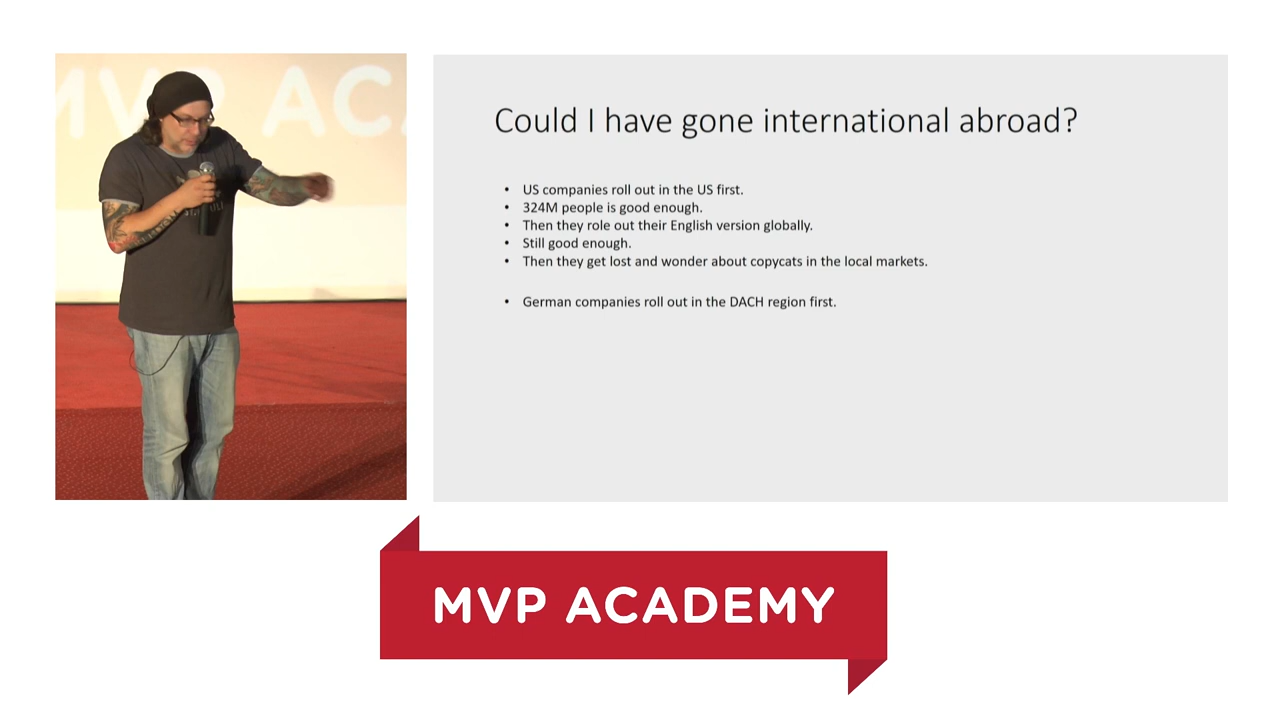 MVP ACA
Could I have gone international abroad?
• US companies roll out in the US first.
• 324M people is good enough.
• Then they role out their English version globally.
• Still good enough.
• Then they get lost and wonder about copycats in the local markets.
• German companies roll out in the DACH region first.
MVP ACADEMY